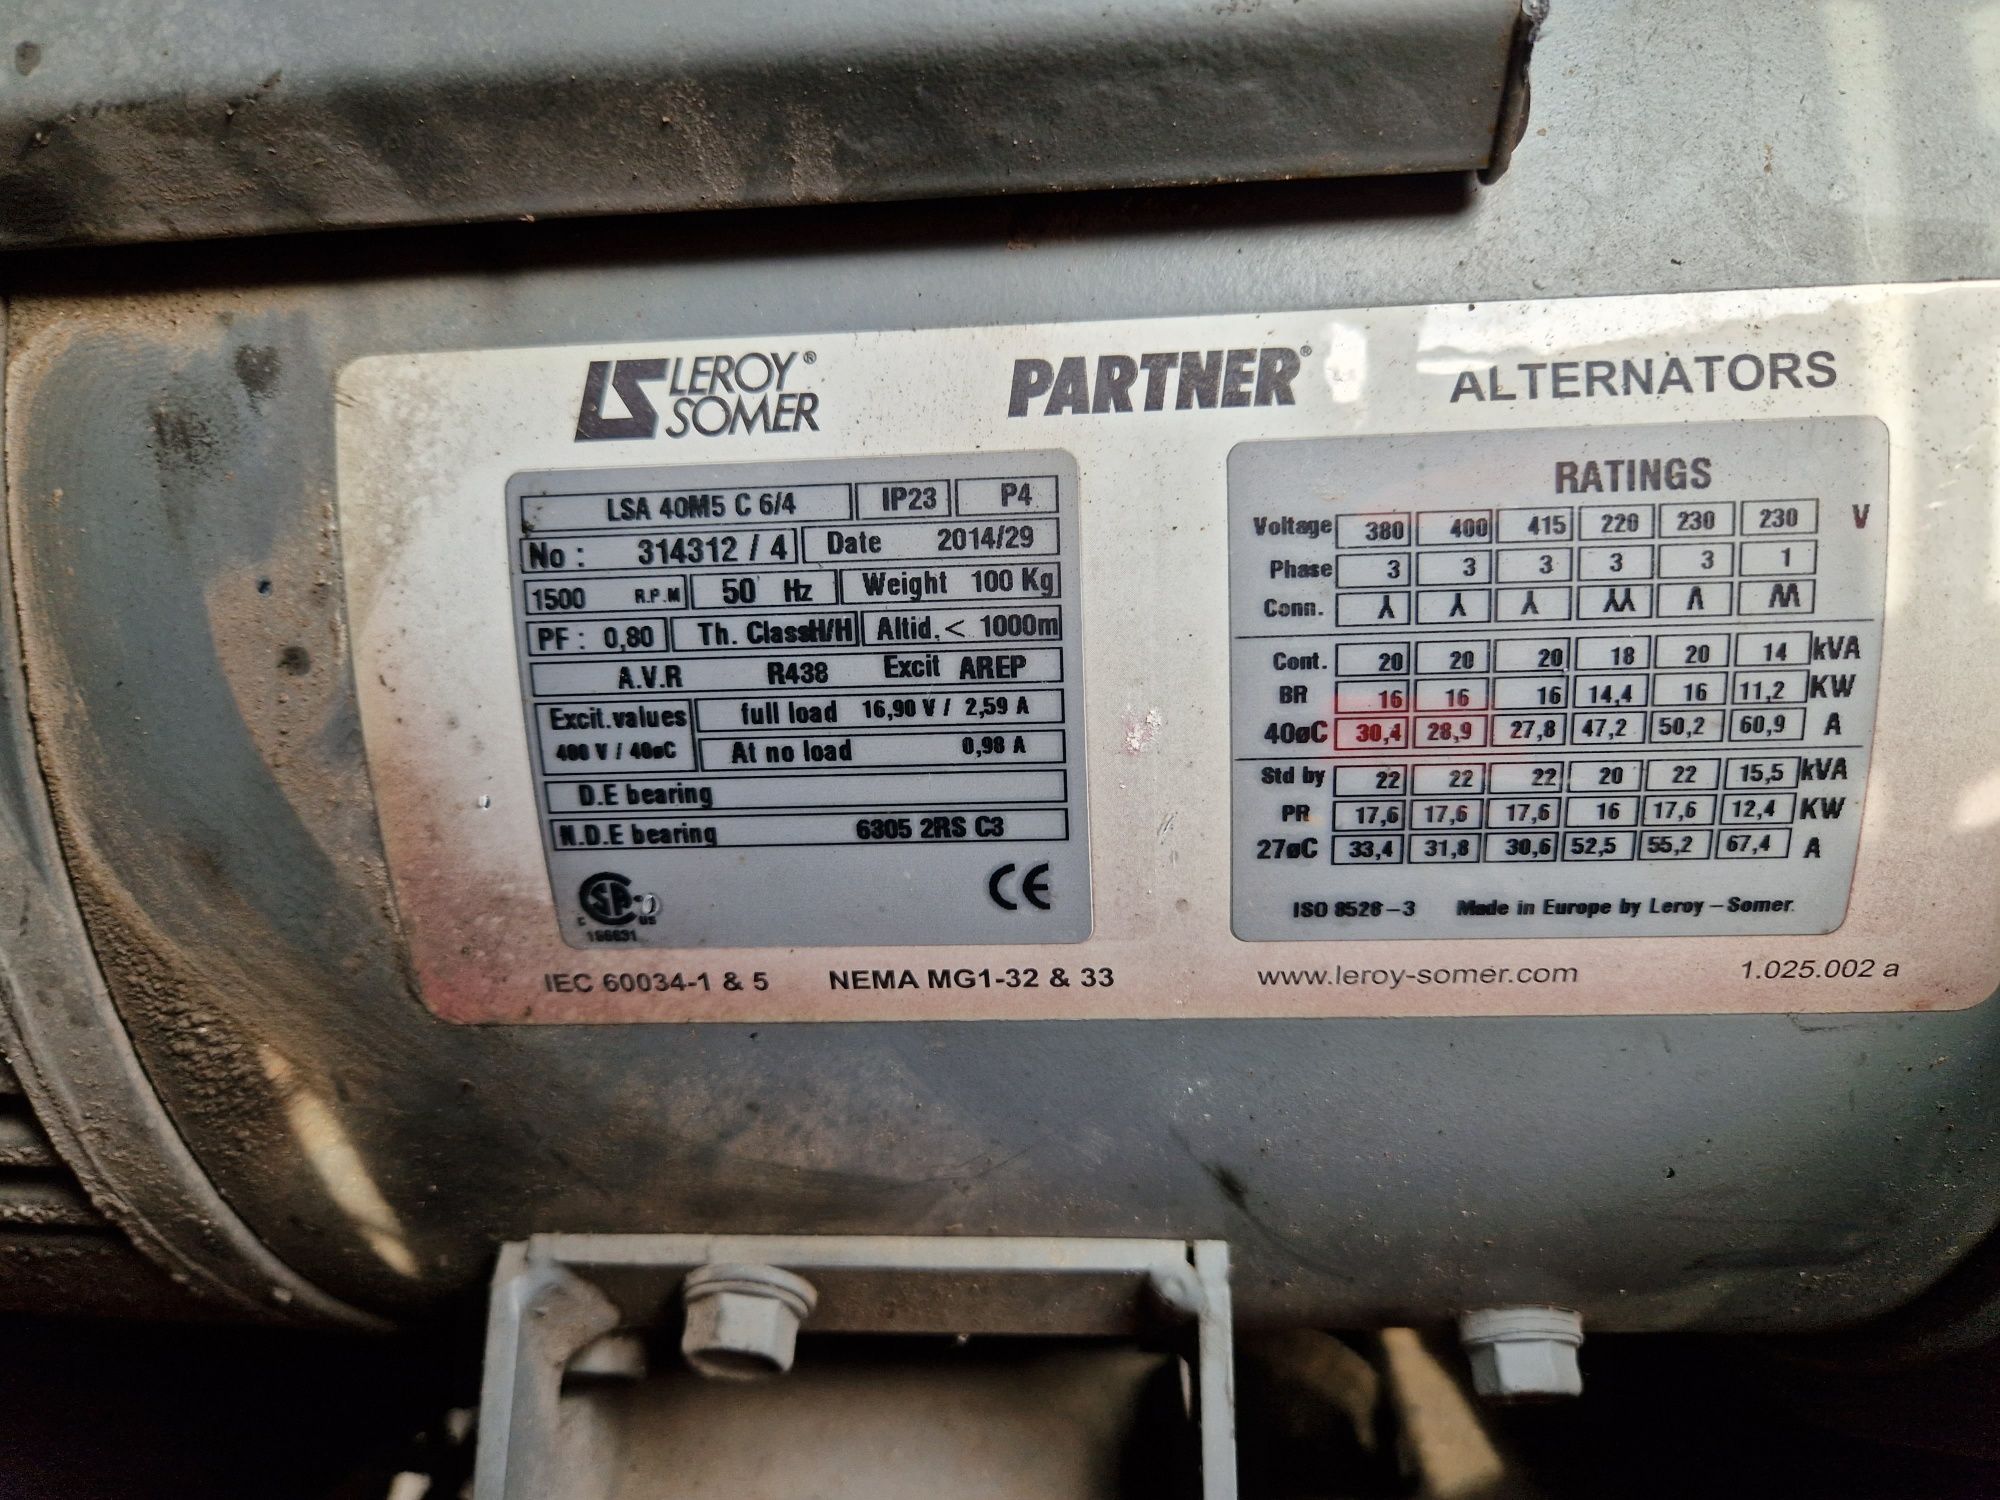 LEROY®
SOMER
PARTNER®
ALTERNATORS
LSA 40M5 C 6/4 IP23 P4
No : 314312 / 4 Date 2014/29
1500 R.P.M 50 Hz Weight 100 Kg
PF : 0,80 Th. ClassH/H Altid. < 1000m
A.V.R R438 Excit AREP
Excit.values full load 16,90 V / 2,59 A
400 V / 40øC At no load 0,98 A
D.E bearing
N.D.E bearing 6305 2RS C3
C SA US CE
166631
IEC 60034-1 & 5 NEMA MG1-32 & 33
RATINGS
Voltage 380 400 415 220 230 230 V
Phase 3 3 3 3 3 1
Conn.
Cont. 20 20 20 18 20 14 kVA
BR 16 16 16 14,4 16 11,2 KW
40øC 30,4 28,9 27,8 47,2 50,2 60,9 A
Std by 22 22 22 20 22 15,5 kVA
PR 17,6 17,6 17,6 16 17,6 12,4 KW
27øC 33,4 31,8 30,6 52,5 55,2 67,4 A
ISO 8528-3 Made in Europe by Leroy-Somer.
www.leroy-somer.com 1.025.002 a